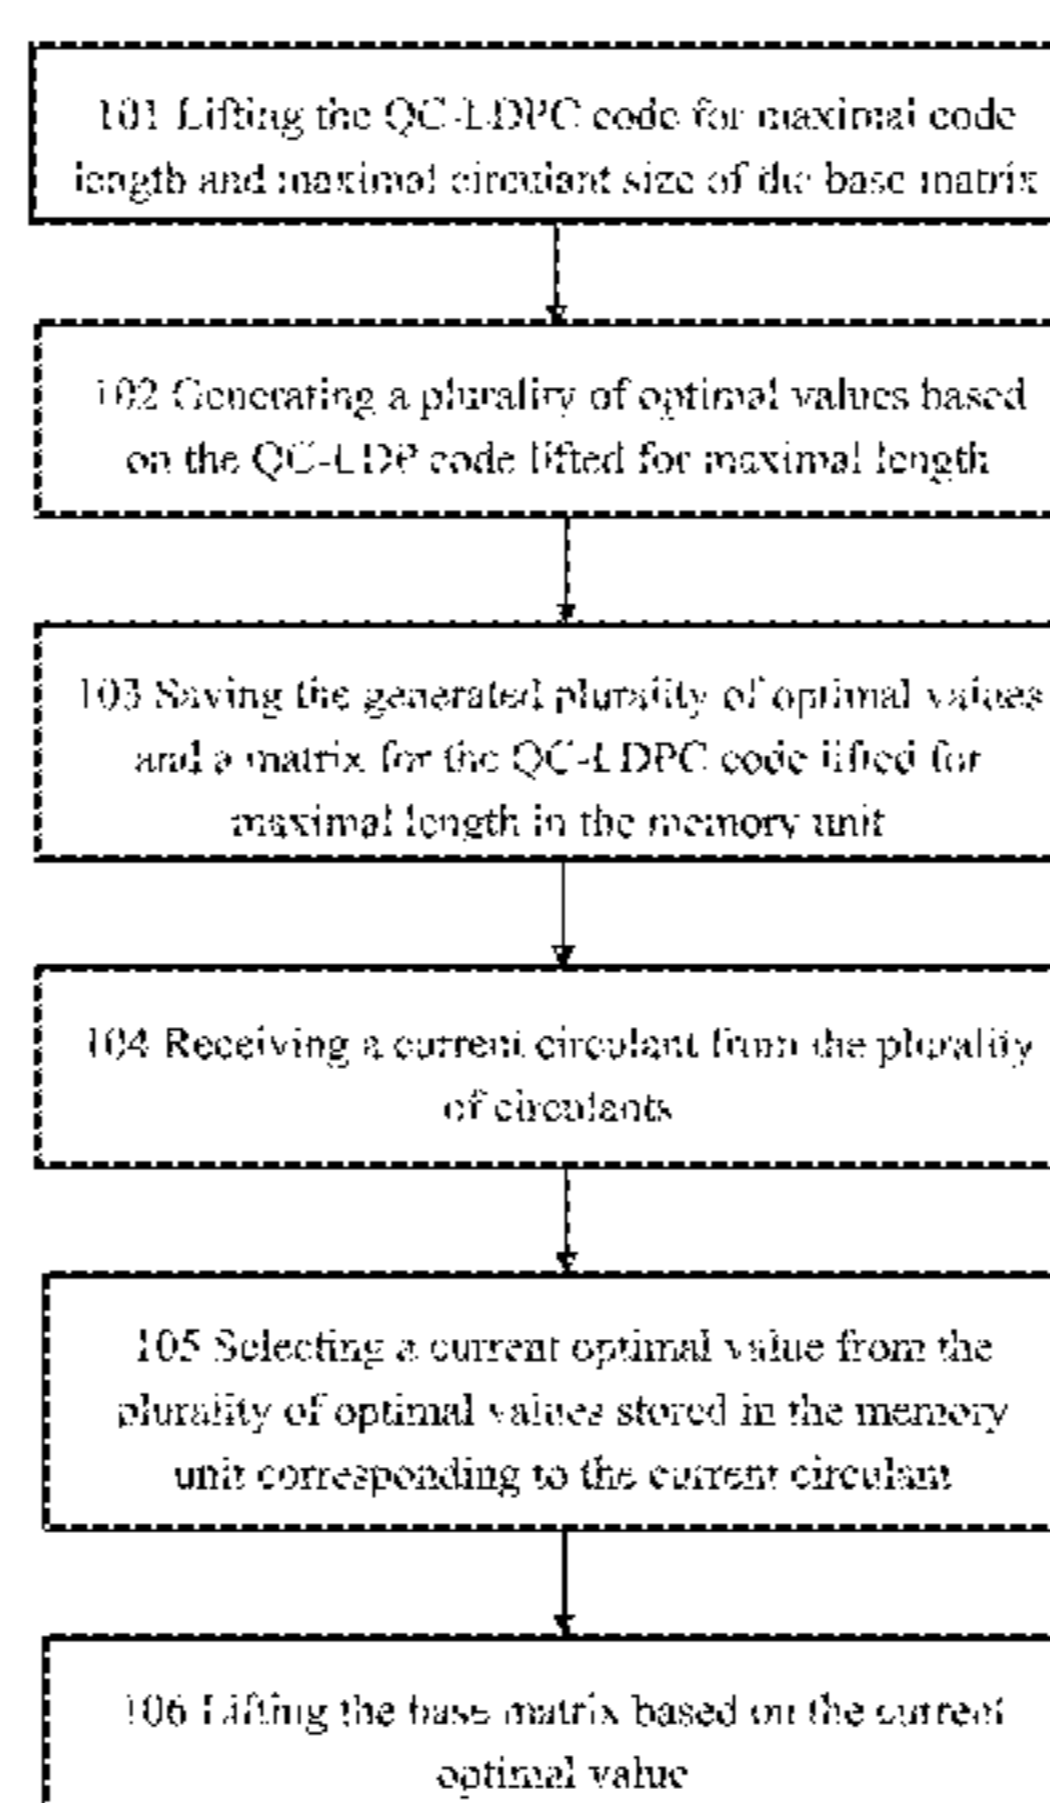 101 Lifting the QC-LDPC code for maximal code
length and maximal circulant size of the base matrix
102 Generating a plurality of optimal values based
on the QC-LDP code lifted for maximal length
103 Saving the generated plurality of optimal values
and a matrix for the QC-LDPC code lifted for
maximal length in the memory unit
104 Receiving a current circulant from the plurality
of circulants
105 Selecting a current optimal value from the
plurality of optimal values stored in the memory
unit corresponding to the current circulant
106 Lifting the base matrix based on the current
optimal value